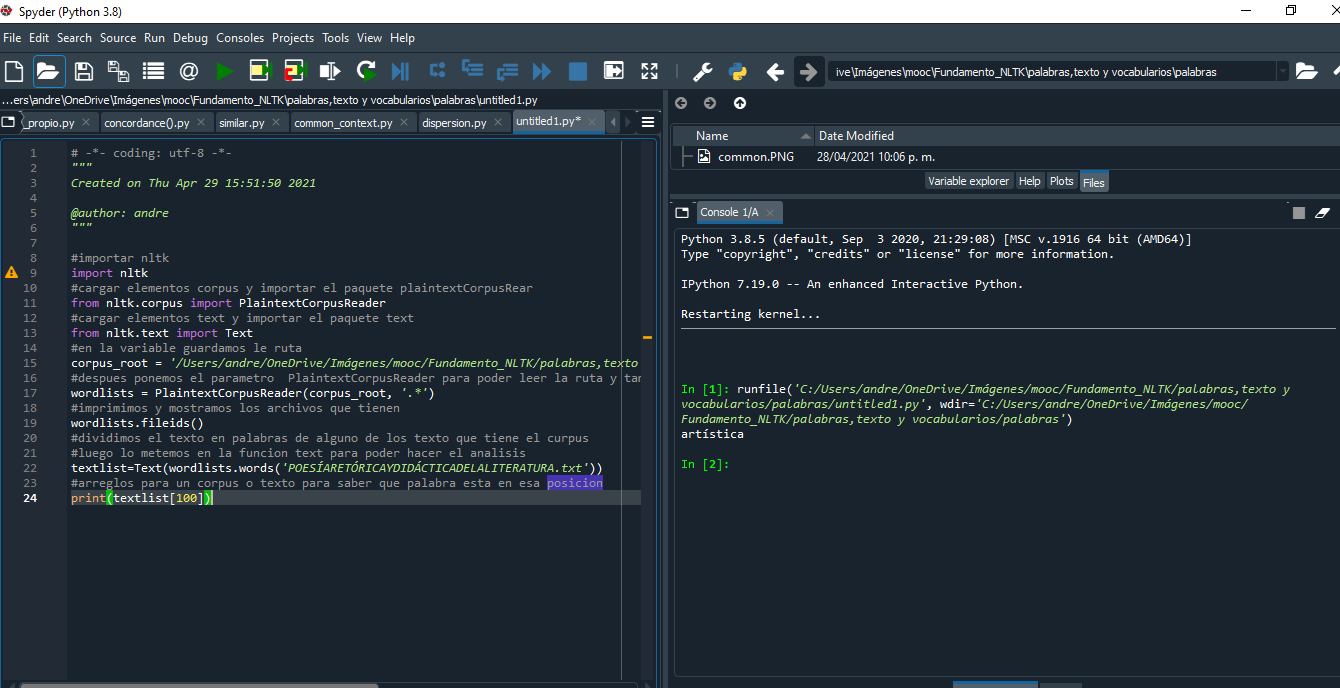 Spyder (Python 3.8)
File Edit Search Source Run Debug Consoles Projects Tools View Help
ive\Imágenes\mooc\Fundamento_NLTK\palabras,texto y vocabularios\palabras
...ers\andre\OneDrive\Imágenes\mooc\Fundamento_NLTK\palabras,texto y vocabularios\palabras\untitled1.py
_propio.py concordance().py similar.py common_context.py dispersion.py untitled1.py*
1 # -*- coding: utf-8 -*-
2 """
3 Created on Thu Apr 29 15:51:50 2021
4
5 @author: andre
6 """
7
8 #importar nltk
9 import nltk
10 #cargar elementos corpus y importar el paquete plaintextCorpusRear
11 from nltk.corpus import PlaintextCorpusReader
12 #cargar elementos text y importar el paquete text
13 from nltk.text import Text
14 #en la variable guardamos le ruta
15 corpus_root = '/Users/andre/OneDrive/Imágenes/mooc/Fundamento_NLTK/palabras,texto
16 #despues ponemos el parametro  PlaintextCorpusReader para poder leer la ruta y tam
17 wordlists = PlaintextCorpusReader(corpus_root, '.*')
18 #imprimimos y mostramos los archivos que tienen
19 wordlists.fileids()
20 #dividimos el texto en palabras de alguno de los texto que tiene el curpus
21 #luego lo metemos en la funcion text para poder hacer el analisis
22 textlist=Text(wordlists.words('POESÍARETÓRICAYDIDÁCTICADELALITERATURA.txt'))
23 #arreglos para un corpus o texto para saber que palabra esta en esa posicion
24 print(textlist[100])
Name Date Modified
common.PNG 28/04/2021 10:06 p. m.
Variable explorer Help Plots Files
Console 1/A
Python 3.8.5 (default, Sep  3 2020, 21:29:08) [MSC v.1916 64 bit (AMD64)]
Type "copyright", "credits" or "license" for more information.
IPython 7.19.0 -- An enhanced Interactive Python.
Restarting kernel...
In [1]: runfile('C:/Users/andre/OneDrive/Imágenes/mooc/Fundamento_NLTK/palabras,texto y
vocabularios/palabras/untitled1.py', wdir='C:/Users/andre/OneDrive/Imágenes/mooc/
Fundamento_NLTK/palabras,texto y vocabularios/palabras')
artística
In [2]: